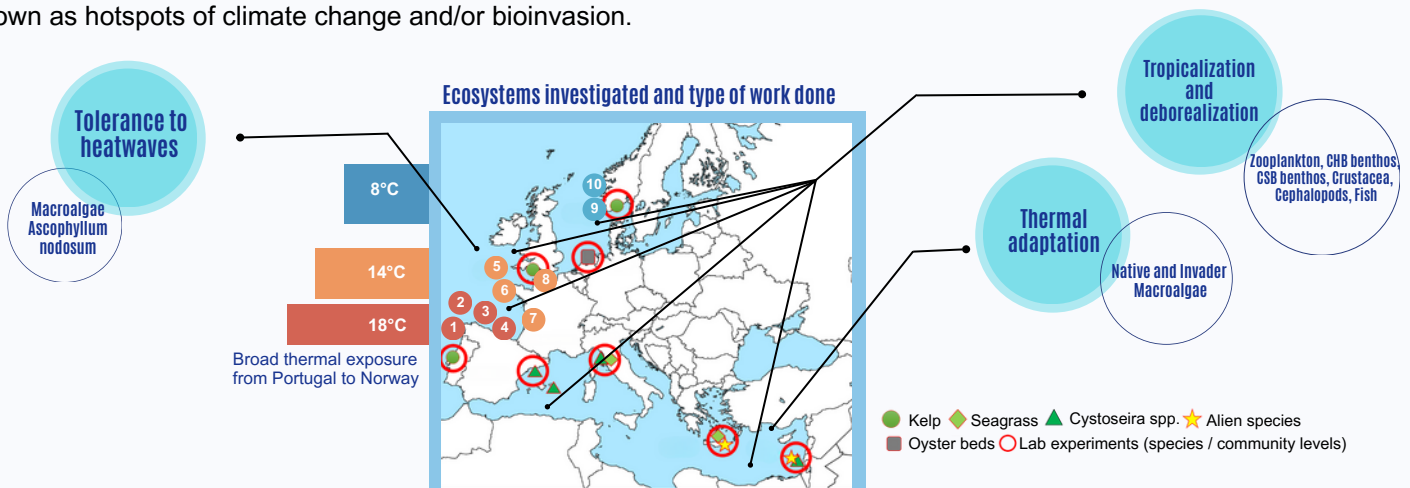 own as hotspots of climate change and/or bioinvasion.
Tolerance to
heatwaves
Macroalgae
Ascophyllum
nodosum
8°C
14°C
18°C
Broad thermal exposure
from Portugal to Norway
Ecosystems investigated and type of work done
10
9
5
8
6
2
3
7
1
4
Tropicalization
and
deborealization
Zooplankton, CHB benthos,
CSB benthos, Crustacea,
Cephalopods, Fish
Thermal
adaptation
Native and Invader
Macroalgae
Kelp Seagrass Cystoseira spp. Alien species
Oyster beds Lab experiments (species / community levels)